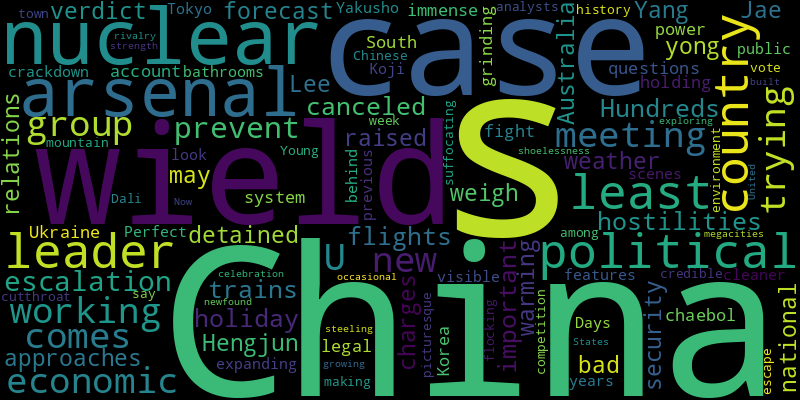 town verdict Tokyo forecast Yakusho immense analysts history Yang Jae
rivalry strength Chinese Koji South grinding power yong public
nuclear case
crackdown account bathrooms questions vote
arsenal Lee canceled holding built
relations group prevent raised week fight Australia Hundreds exploring
mountain look Young behind previous suffocating shoelessness meeting country
Wield S weather scenes environment United trying
may system weigh least
Dali Now hostilities
Ukraine Perfect detained flights among megacities
leader U new visible features political credible cleaner
escalation trains celebration occasional important warming
cutthroat say newfound charges picturesque flocking
working holiday steeling Korea competition Days chaebol security national
comes Hengjun legal States
approaches expanding growing bad escape
economic China making years